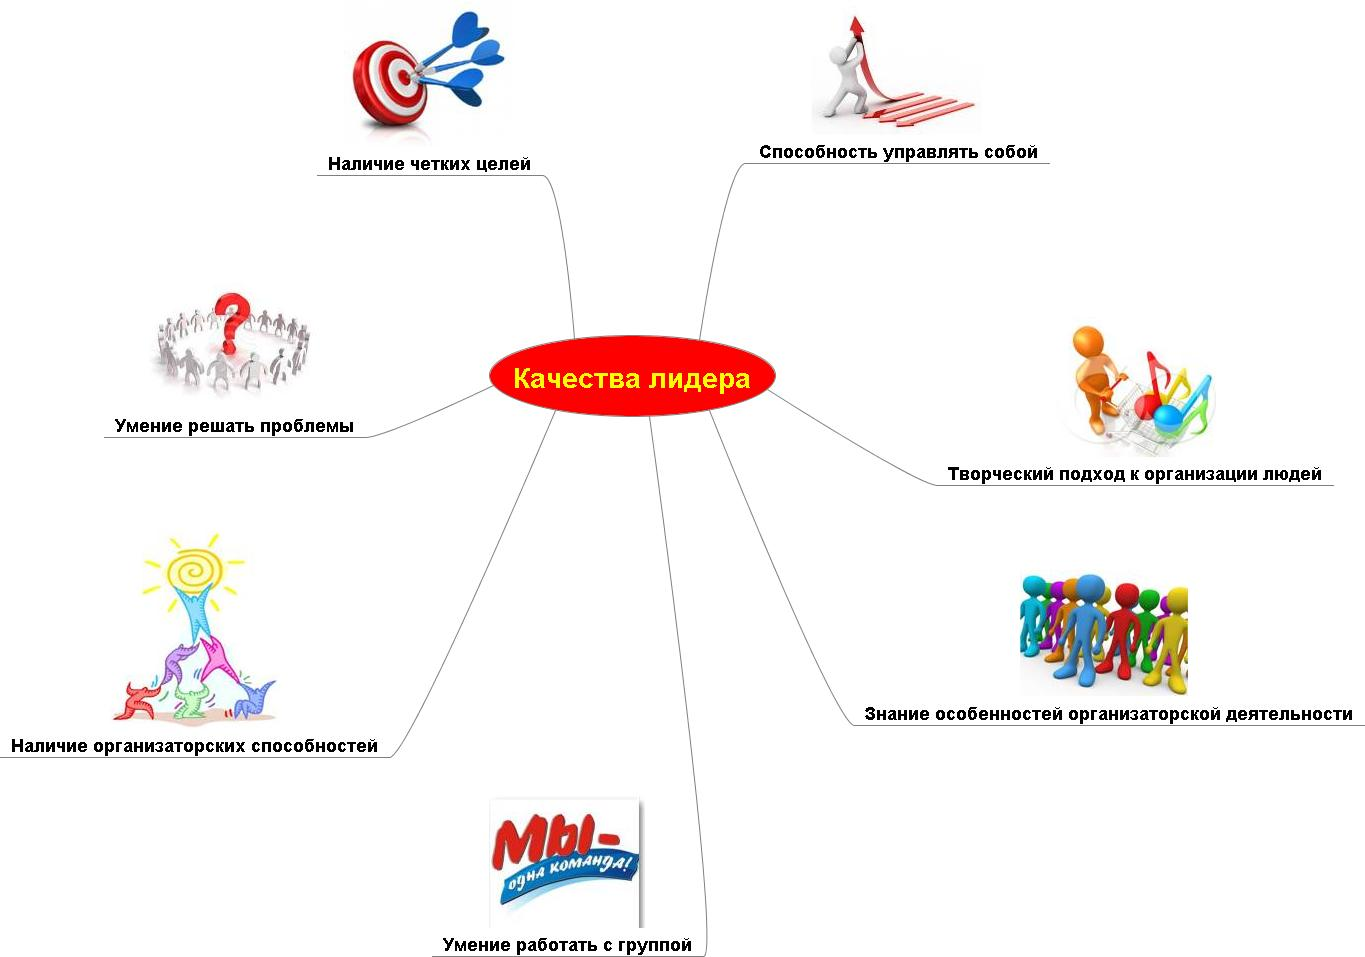 Наличие четких целей
Способность управлять собой
Качества лидера
Умение решать проблемы
Творческий подход к организации людей
Знание особенностей организаторской деятельности
Наличие организаторских способностей
Мы-
одна команда!
Умение работать с группой